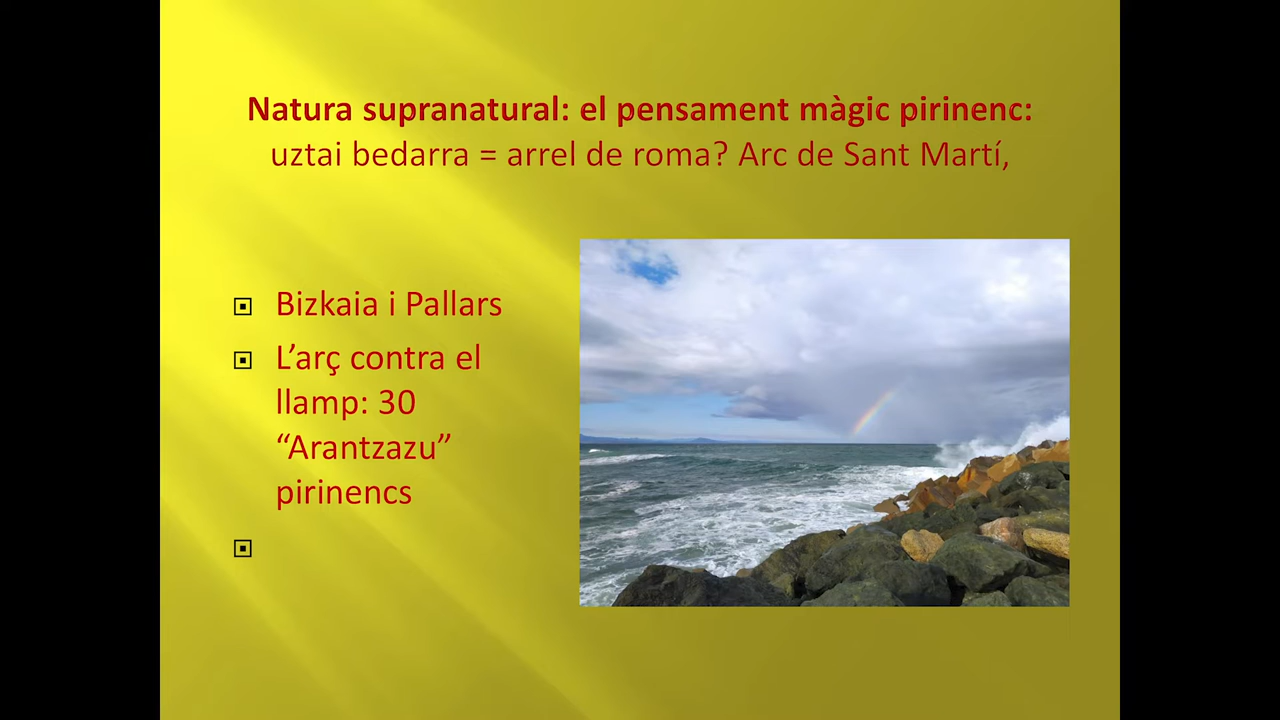 Natura supranatural: el pensament màgic pirinenc:
uztai bedarra = arrel de roma? Arc de Sant Martí,
Bizkaia i Pallars
L’arç contra el
llamp: 30
“Arantzazu”
pirinencs